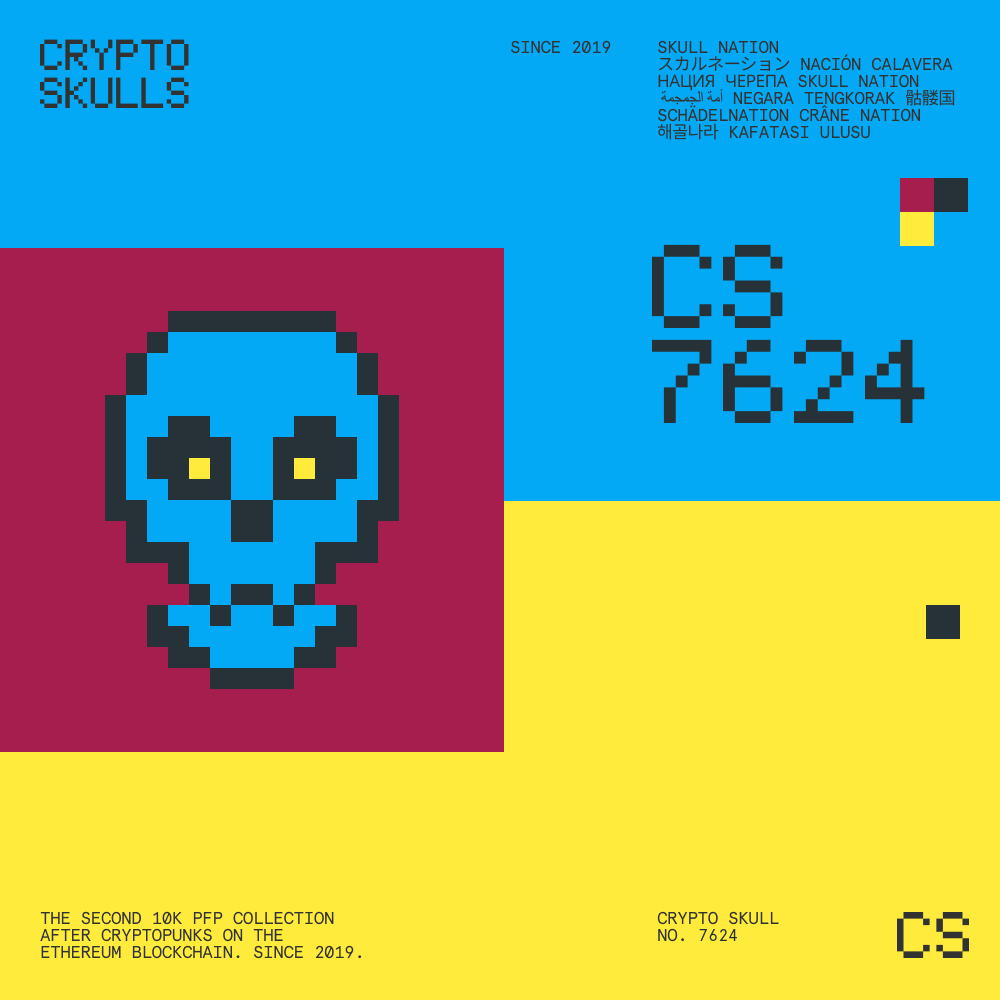 CRYPTO
SKULLS
SINCE 2019
SKULL NATION
スカルネーション NACIÓN CALAVERA
НАЦИЯ ЧЕРЕПА SKULL NATION
أمة الجمجمة NEGARA TENGKORAK 骷髅国
SCHÄDELNATION CRÂNE NATION
해골나라 KAFATASI ULUSU
CS
7624
THE SECOND 10K PFP COLLECTION
AFTER CRYPTOPUNKS ON THE
ETHEREUM BLOCKCHAIN. SINCE 2019.
CRYPTO SKULL
NO. 7624
CS